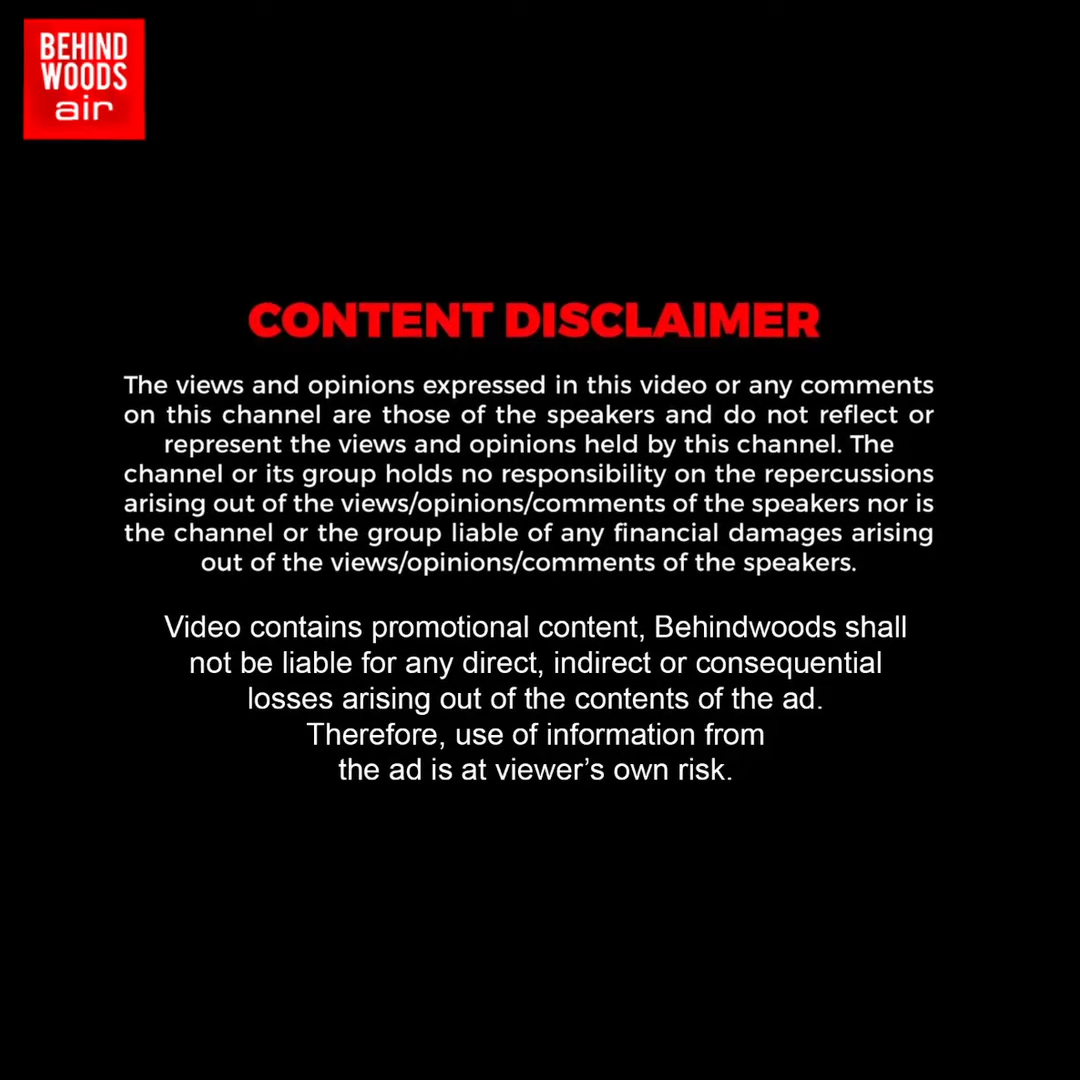 BEHIND
WOODS
air
CONTENT DISCLAIMER
The views and opinions expressed in this video or any comments
on this channel are those of the speakers and do not reflect or
represent the views and opinions held by this channel. The
channel or its group holds no responsibility on the repercussions
arising out of the views/opinions/comments of the speakers nor is
the channel or the group liable of any financial damages arising
out of the views/opinions/comments of the speakers.
Video contains promotional content, Behindwoods shall
not be liable for any direct, indirect or consequential
losses arising out of the contents of the ad.
Therefore, use of information from
the ad is at viewer’s own risk.